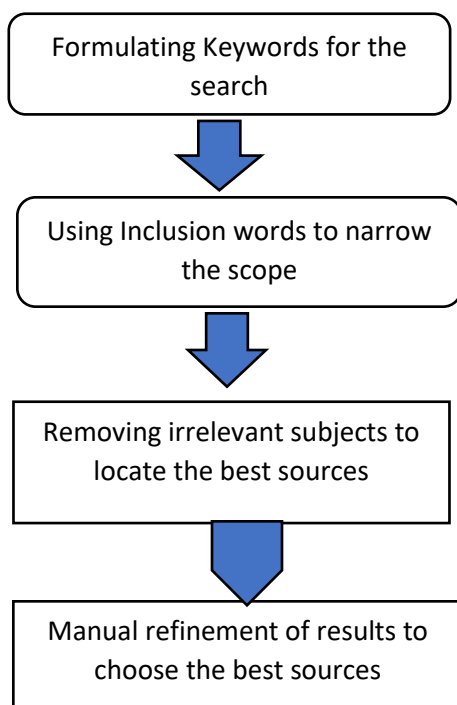 Formulating Keywords for the
search
Using Inclusion words to narrow
the scope
Removing irrelevant subjects to
locate the best sources
Manual refinement of results to
choose the best sources